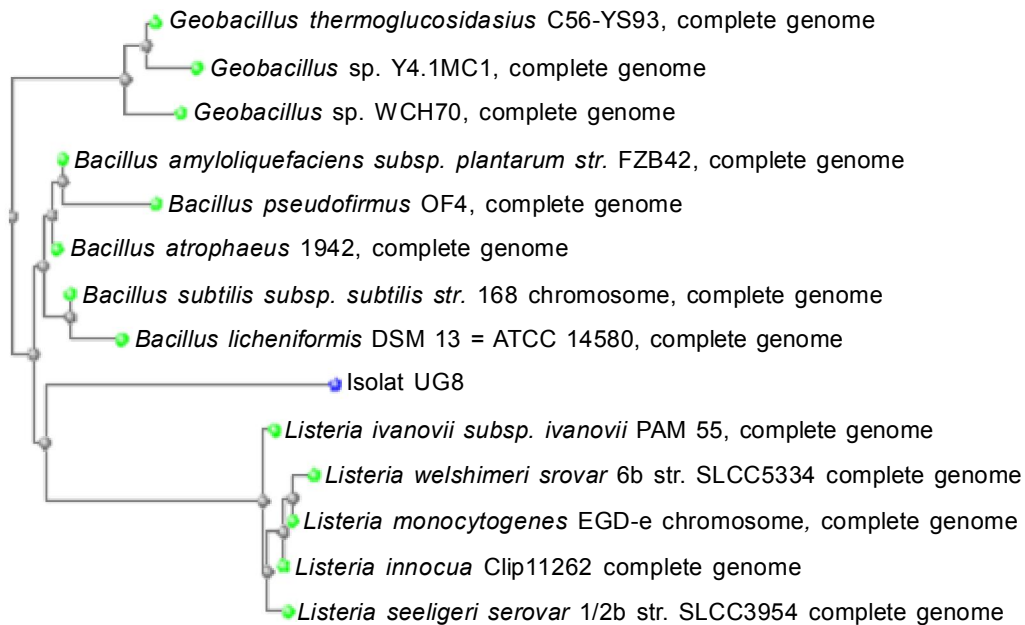 Geobacillus thermoglucosidasius C56-YS93, complete genome
Geobacillus sp. Y4.1MC1, complete genome
Geobacillus sp. WCH70, complete genome
Bacillus amyloliquefaciens subsp. plantarum str. FZB42, complete genome
Bacillus pseudofirmus OF4, complete genome
Bacillus atrophaeus 1942, complete genome
Bacillus subtilis subsp. subtilis str. 168 chromosome, complete genome
Bacillus licheniformis DSM 13 = ATCC 14580, complete genome
Isolat UG8
Listeria ivanovii subsp. ivanovii PAM 55, complete genome
Listeria welshimeri srovar 6b str. SLCC5334 complete genome
Listeria monocytogenes EGD-e chromosome, complete genome
Listeria innocua Clip11262 complete genome
Listeria seeligeri serovar 1/2b str. SLCC3954 complete genome